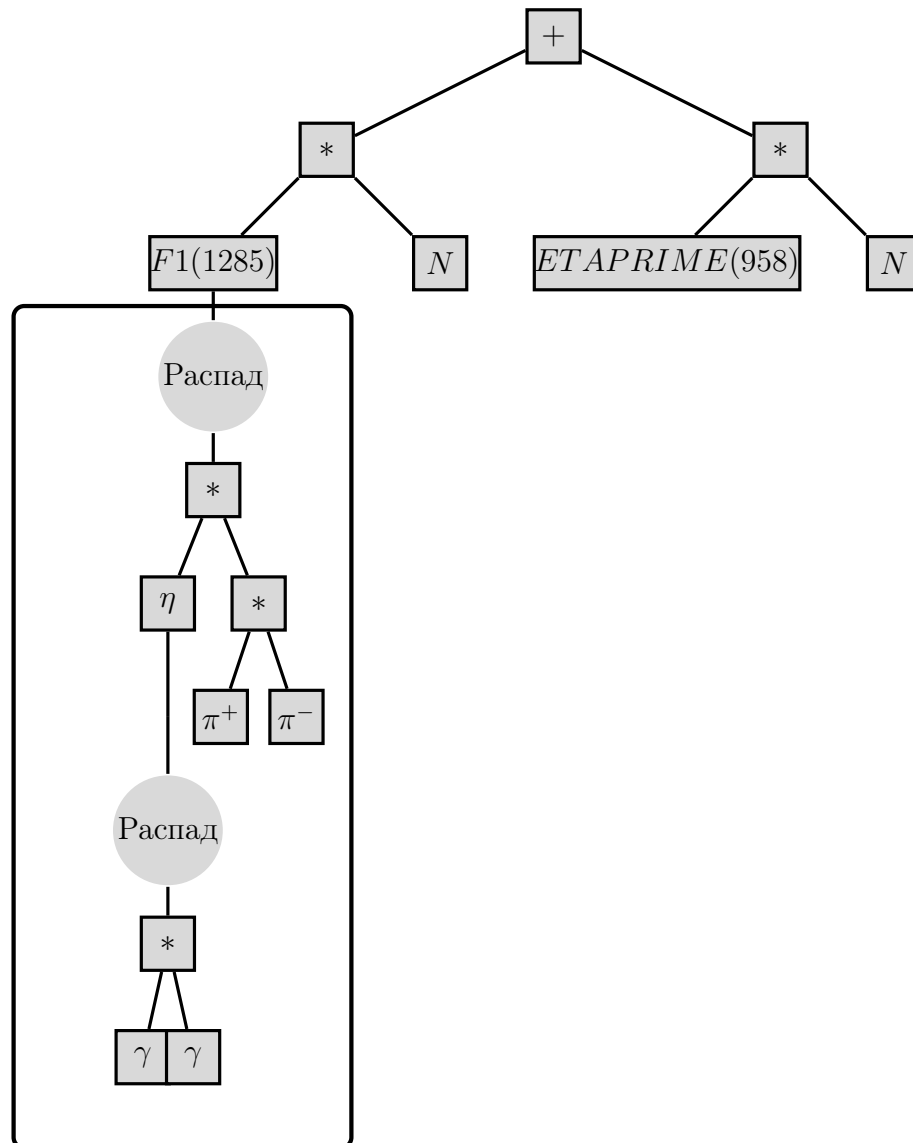 +
* *
F1(1285) N ETAPRIME(958) N
Распад
*
η *
π⁺ π⁻
Распад
*
γ γ